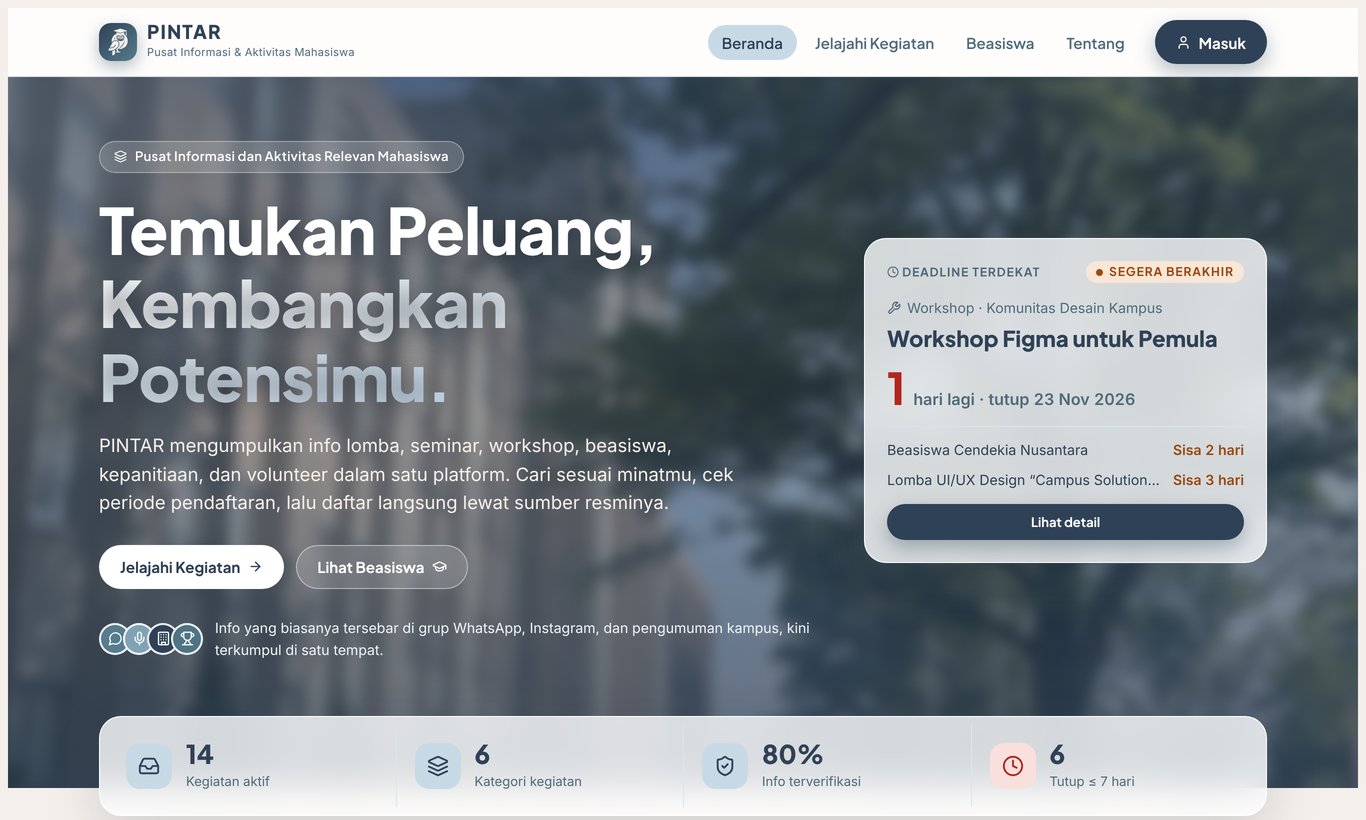 PINTAR
Pusat Informasi & Aktivitas Mahasiswa
Beranda
Jelajahi Kegiatan
Beasiswa
Tentang
Masuk
Pusat Informasi dan Aktivitas Relevan Mahasiswa
Temukan Peluang,
Kembangkan
Potensimu.
PINTAR mengumpulkan info lomba, seminar, workshop, beasiswa,
kepanitiaan, dan volunteer dalam satu platform. Cari sesuai minatmu, cek
periode pendaftaran, lalu daftar langsung lewat sumber resminya.
Jelajahi Kegiatan
Lihat Beasiswa
Info yang biasanya tersebar di grup WhatsApp, Instagram, dan pengumuman kampus, kini
terkumpul di satu tempat.
DEADLINE TERDEKAT
SEGERA BERAKHIR
Workshop · Komunitas Desain Kampus
Workshop Figma untuk Pemula
1 hari lagi · tutup 23 Nov 2026
Beasiswa Cendekia Nusantara Sisa 2 hari
Lomba UI/UX Design “Campus Solution... Sisa 3 hari
Lihat detail
14
Kegiatan aktif
6
Kategori kegiatan
80%
Info terverifikasi
6
Tutup ≤ 7 hari